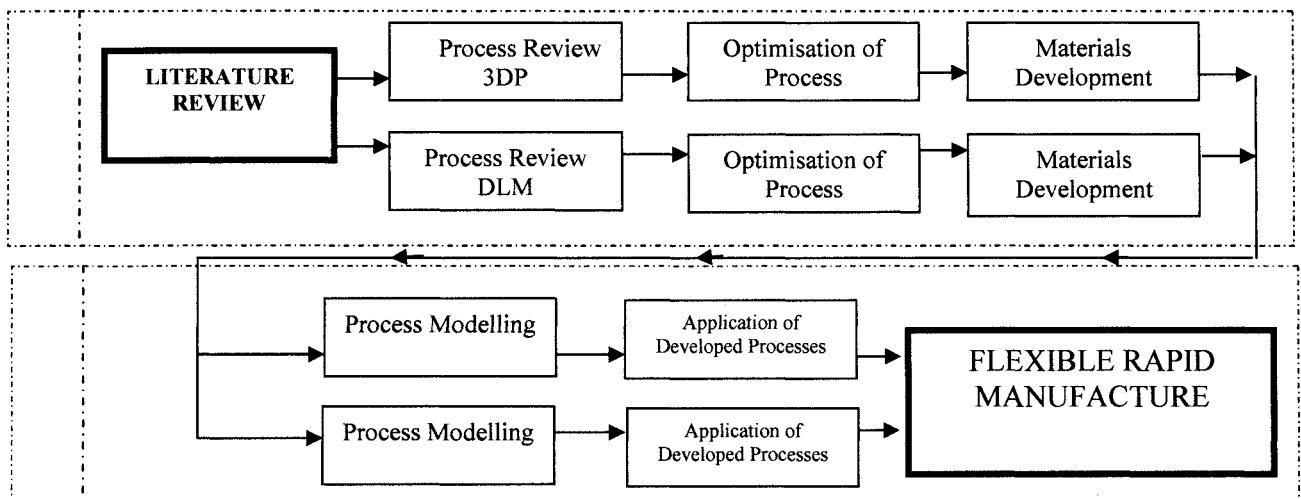 LITERATURE
REVIEW
Process Review
3DP
Optimisation of
Process
Materials
Development
Process Review
DLM
Optimisation of
Process
Materials
Development
Process Modelling
Application of
Developed Processes
Process Modelling
Application of
Developed Processes
FLEXIBLE RAPID
MANUFACTURE